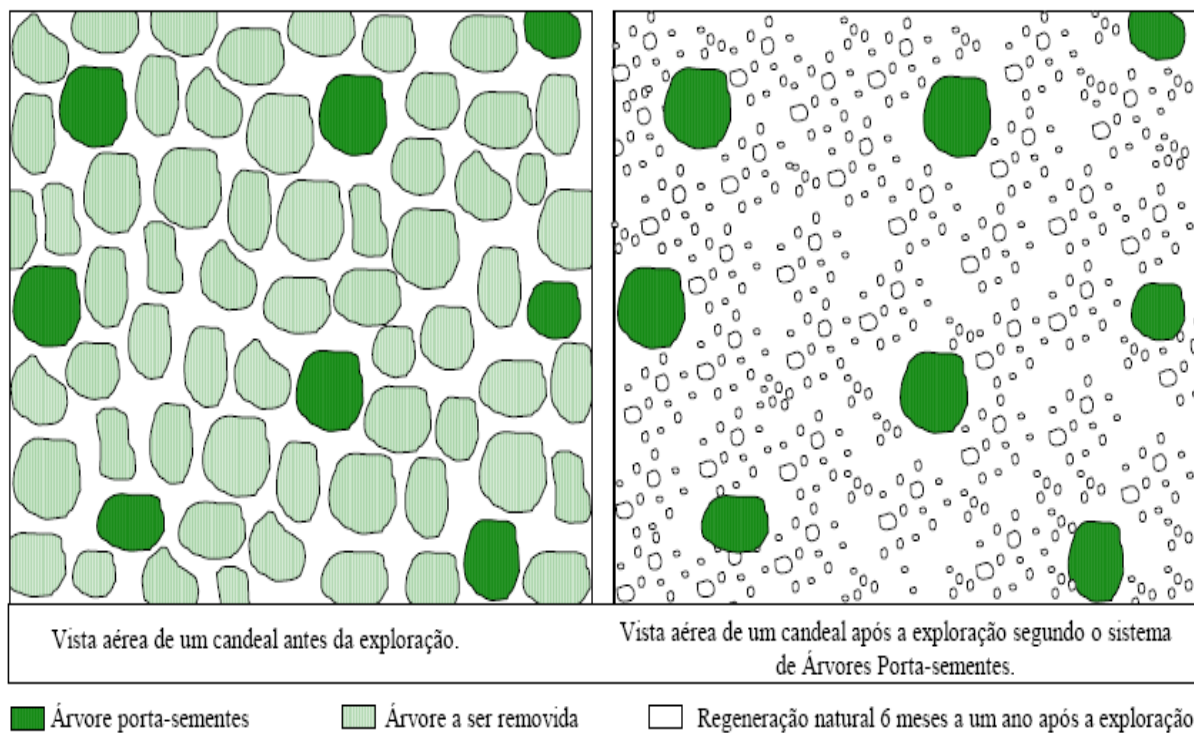 Vista aérea de um candeal antes da exploração.
Vista aérea de um candeal após a exploração segundo o sistema
de Árvores Porta-sementes.
Árvore porta-sementes
Árvore a ser removida
Regeneração natural 6 meses a um ano após a exploração